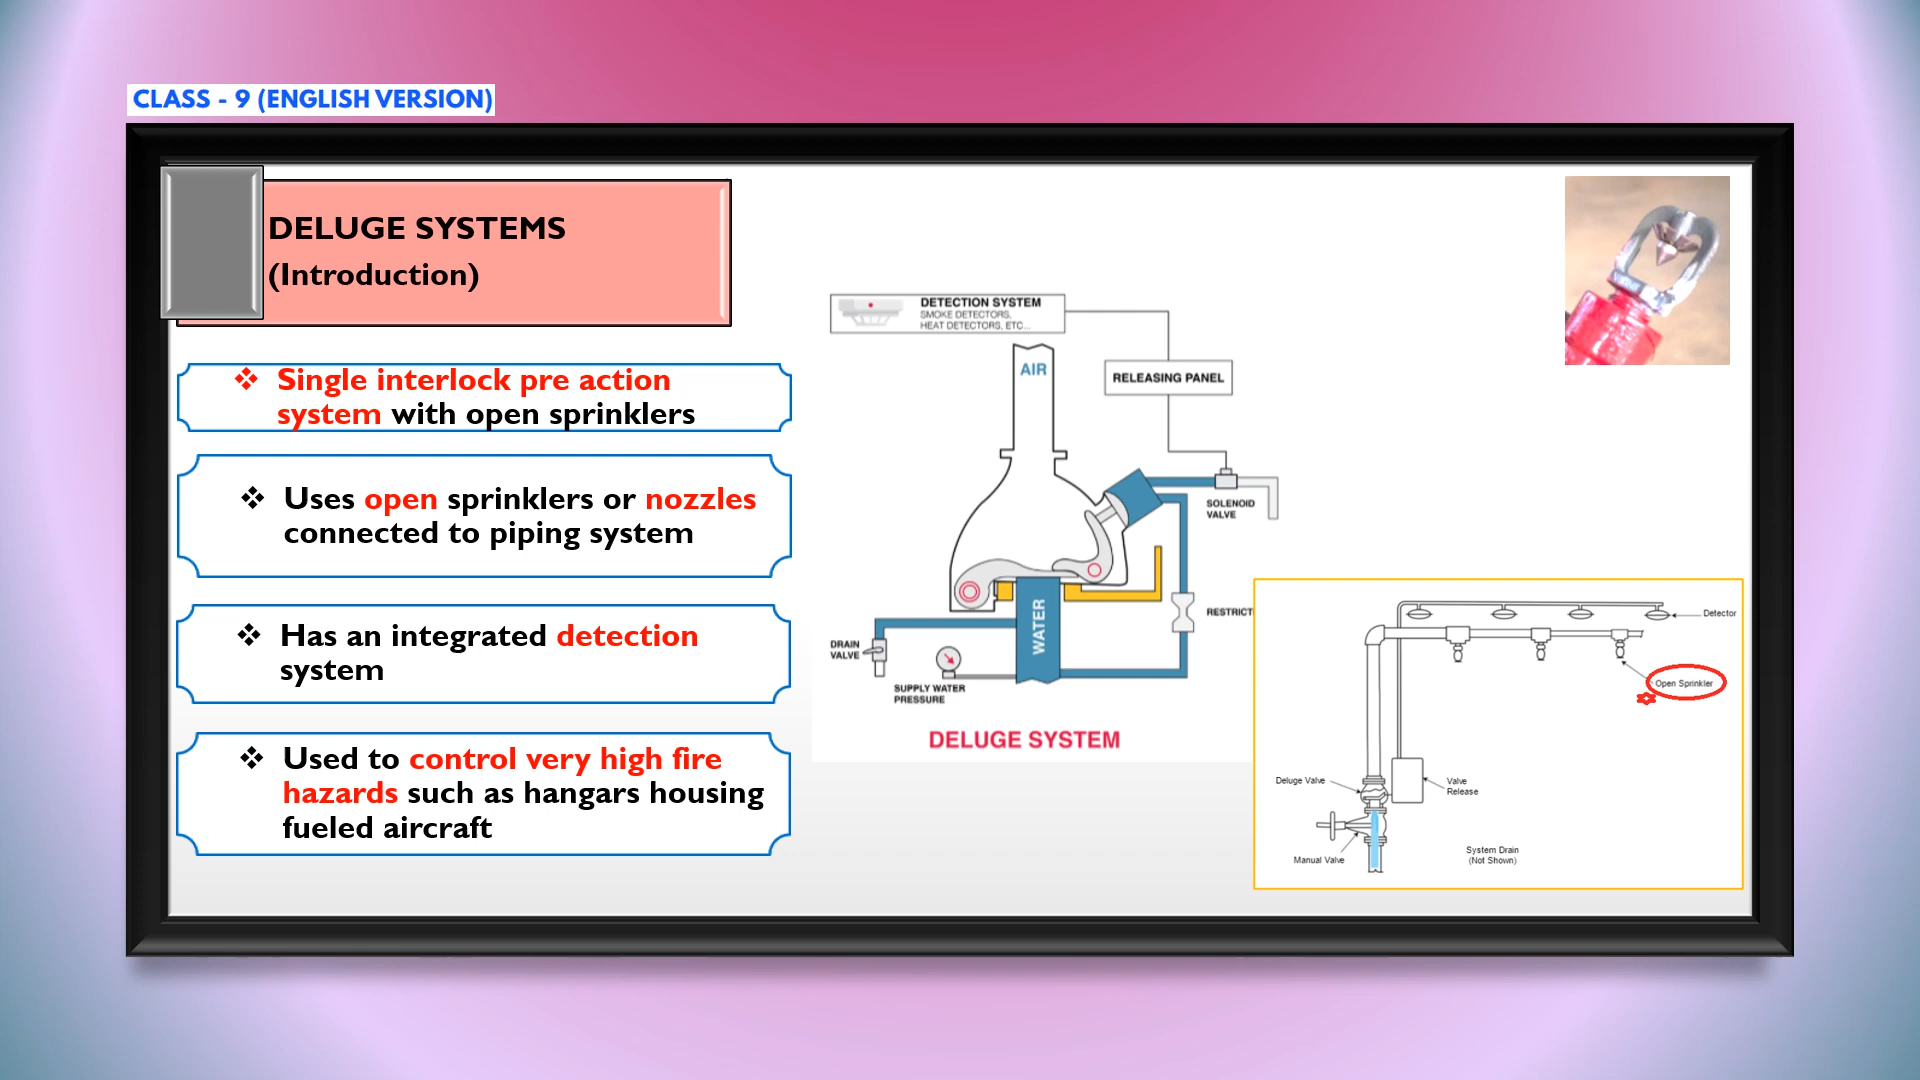 CLASS - 9 (ENGLISH VERSION)
DELUGE SYSTEMS
(Introduction)
❖ Single interlock pre action
system with open sprinklers
❖ Uses open sprinklers or nozzles
connected to piping system
❖ Has an integrated detection
system
❖ Used to control very high fire
hazards such as hangars housing
fueled aircraft
DETECTION SYSTEM
SMOKE DETECTORS,
HEAT DETECTORS, ETC...
AIR
RELEASING PANEL
SOLENOID
VALVE
RESTRICT
WATER
DRAIN
VALVE
SUPPLY WATER
PRESSURE
DELUGE SYSTEM
Detector
Open Sprinkler
Deluge Valve
Valve
Release
Manual Valve
System Drain
(Not Shown)